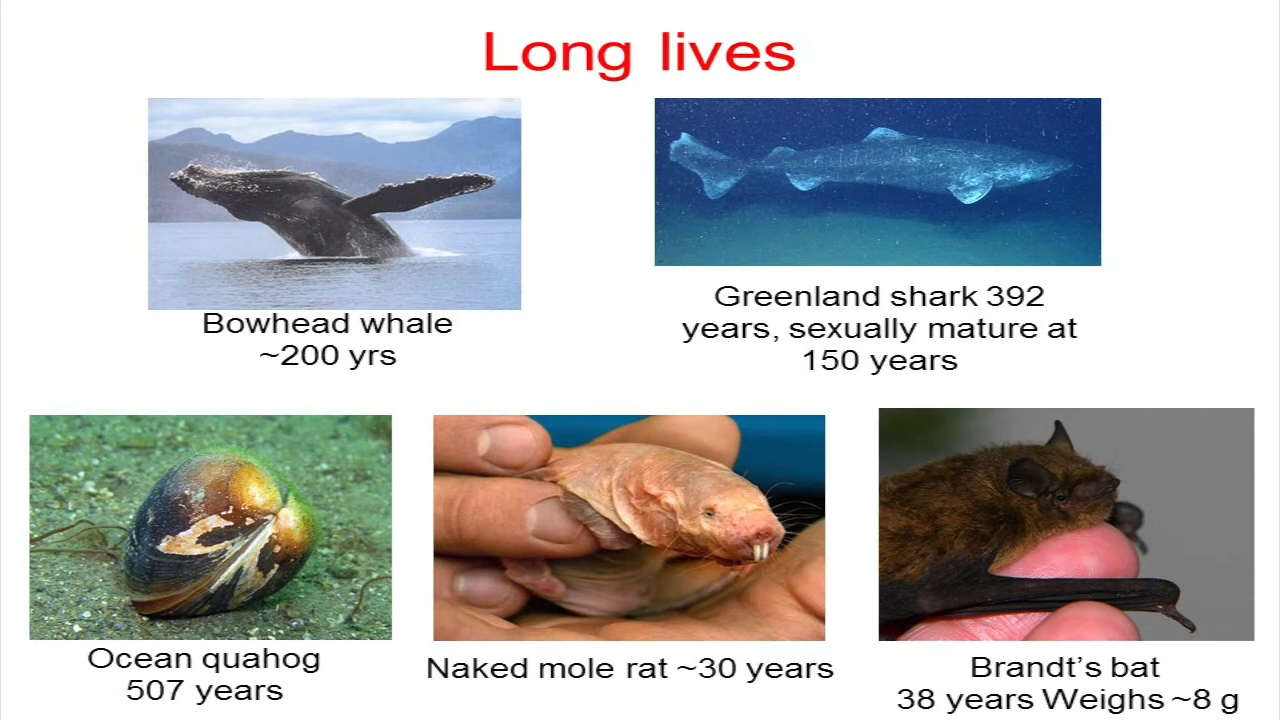 Long lives
Bowhead whale
~200 yrs
Greenland shark 392
years, sexually mature at
150 years
Ocean quahog
507 years
Naked mole rat ~30 years
Brandt’s bat
38 years Weighs ~8 g